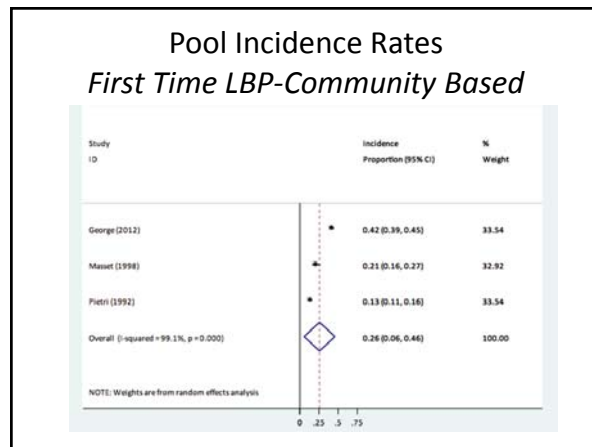 Pool Incidence Rates
First Time LBP-Community Based
Study Incidence %
ID Proportion (95% CI) Weight
George (2012) 0.42 (0.39, 0.45) 33.54
Masset (1998) 0.21 (0.16, 0.27) 32.92
Pietri (1992) 0.13 (0.11, 0.16) 33.54
Overall (I-squared = 99.1%, p = 0.000) 0.26 (0.06, 0.46) 100.00
NOTE: Weights are from random effects analysis
0 .25 .5 .75